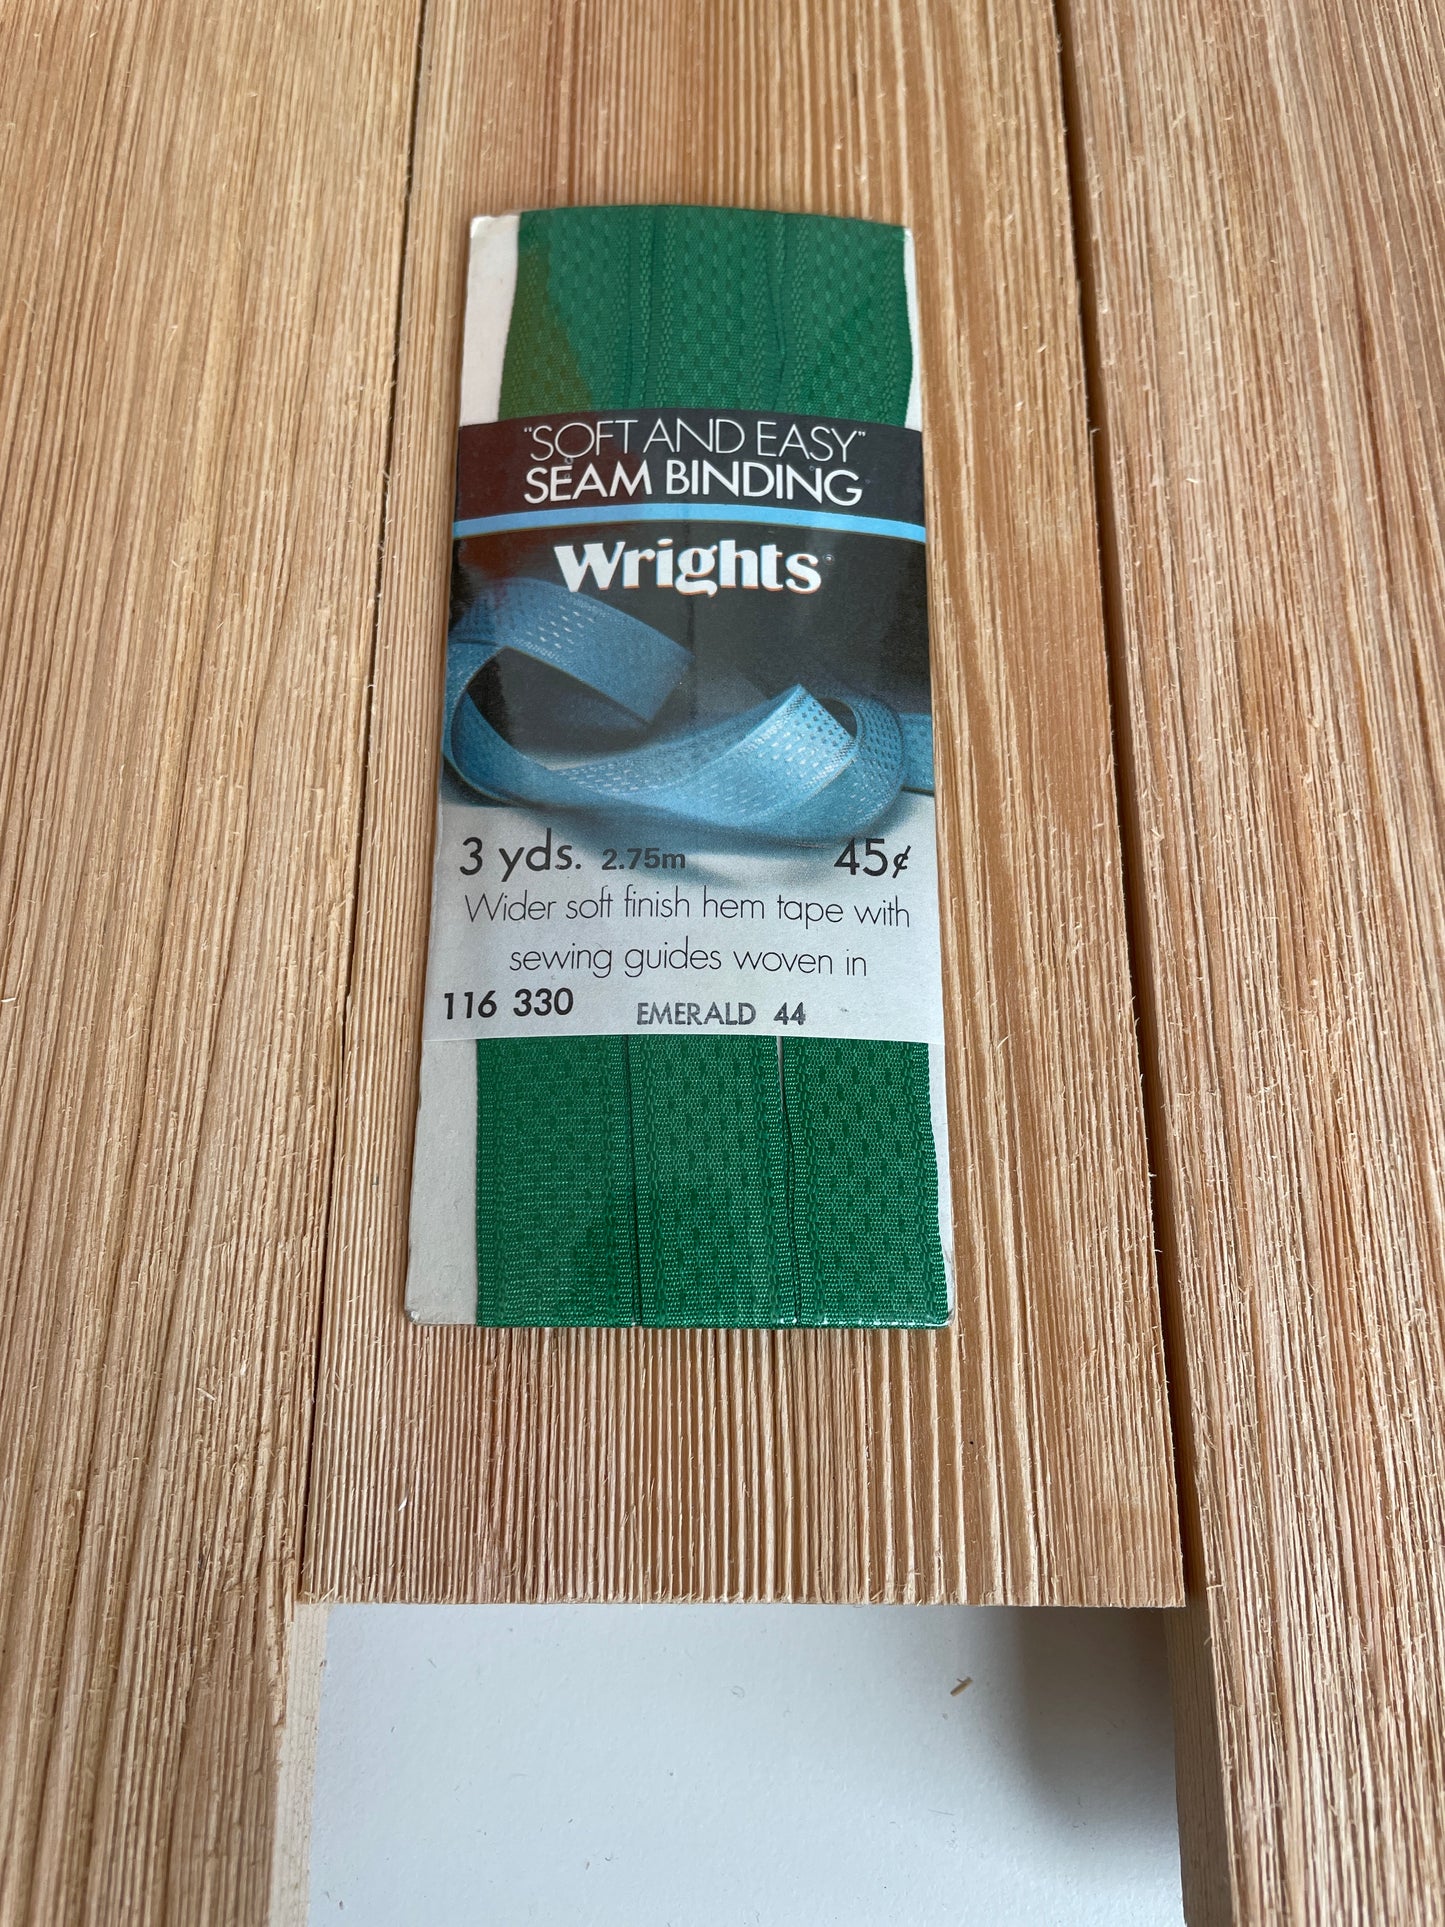 "SOFT AND EASY"
SEAM BINDING
Wrights
3 yds. 2.75m 45¢
Wider soft finish hem tape with
sewing guides woven in
116 330 EMERALD 44